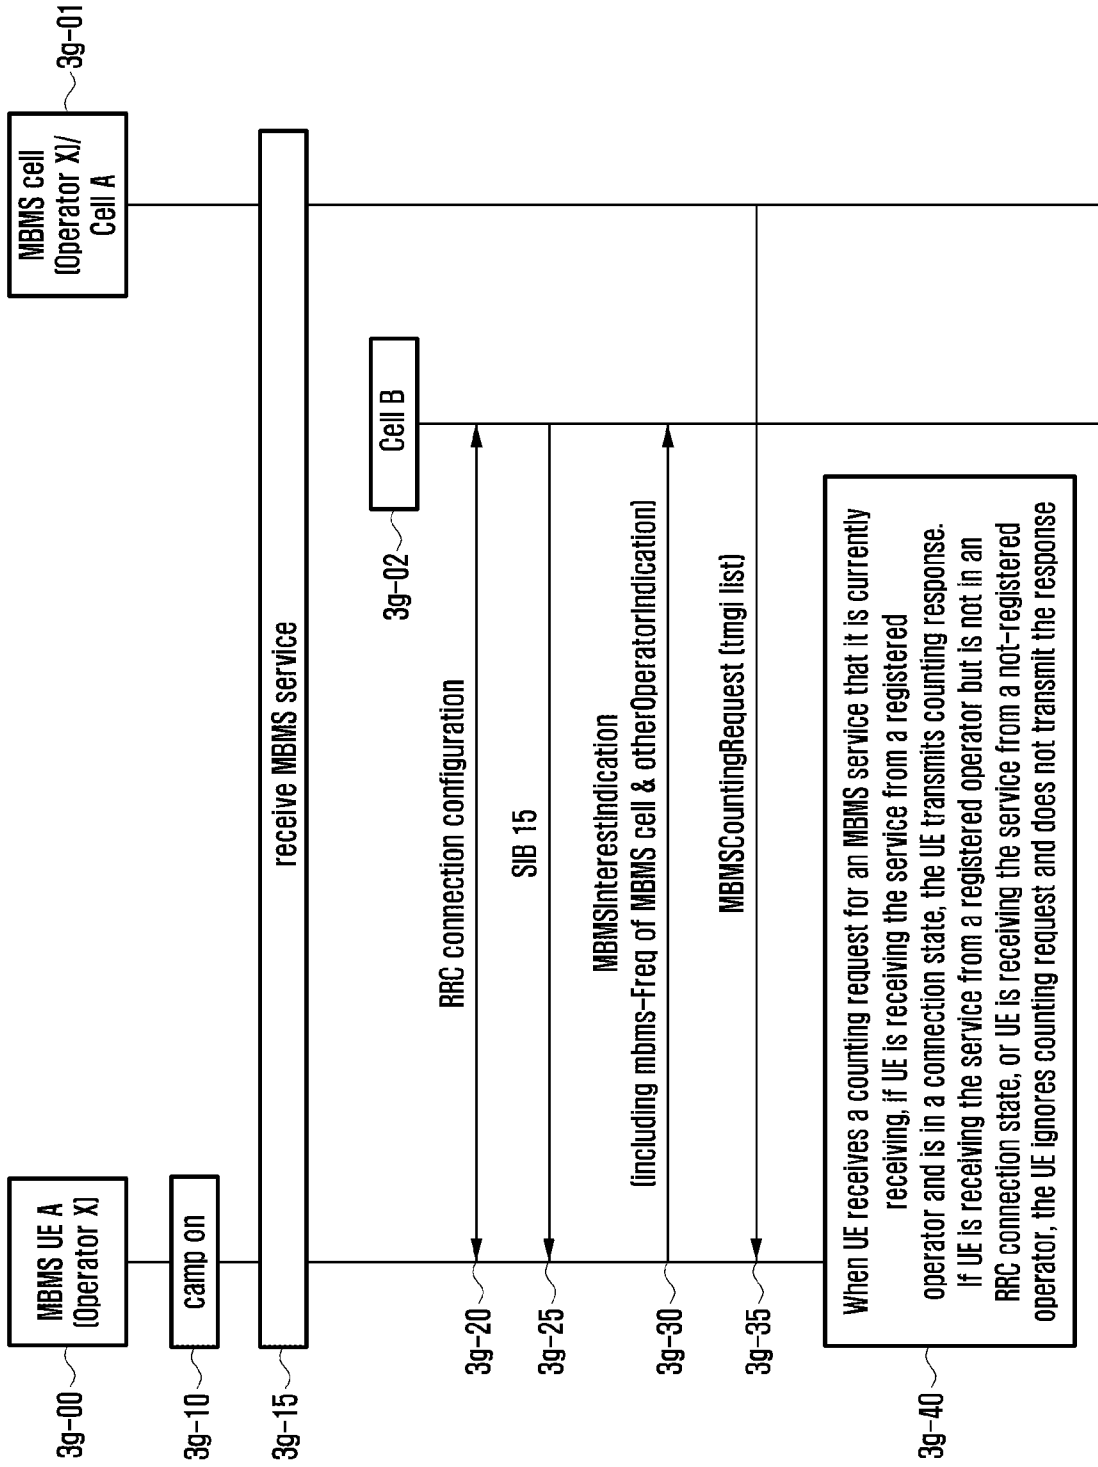 3g-00
MBMS UE A
(Operator X)
3g-01
MBMS cell
(Operator X)/
Cell A
3g-10
camp on
3g-15
receive MBMS service
3g-02
Cell B
3g-20
RRC connection configuration
3g-25
SIB 15
3g-30
MBMSInterestIndication
(including mbms-Freq of MBMS cell & otherOperatorIndication)
3g-35
MBMSCountingRequest (tmgi list)
3g-40
When UE receives a counting request for an MBMS service that it is currently
receiving, if UE is receiving the service from a registered
operator and is in a connection state, the UE transmits counting response.
If UE is receiving the service from a registered operator but is not in an
RRC connection state, or UE is receiving the service from a not-registered
operator, the UE ignores counting request and does not transmit the response